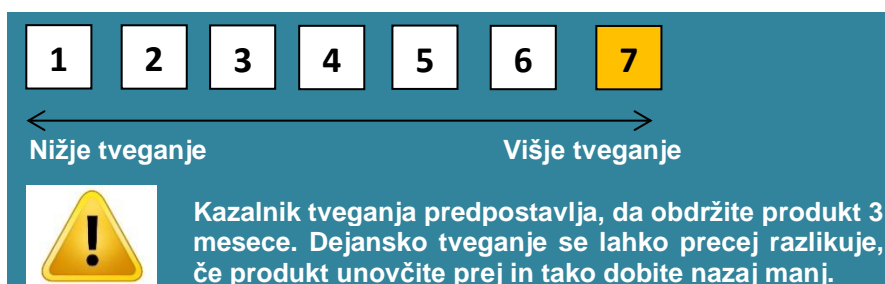 1 2 3 4 5 6 7
Nižje tveganje Višje tveganje
Kazalnik tveganja predpostavlja, da obdržite produkt 3
mesece. Dejansko tveganje se lahko precej razlikuje,
če produkt unovčite prej in tako dobite nazaj manj.